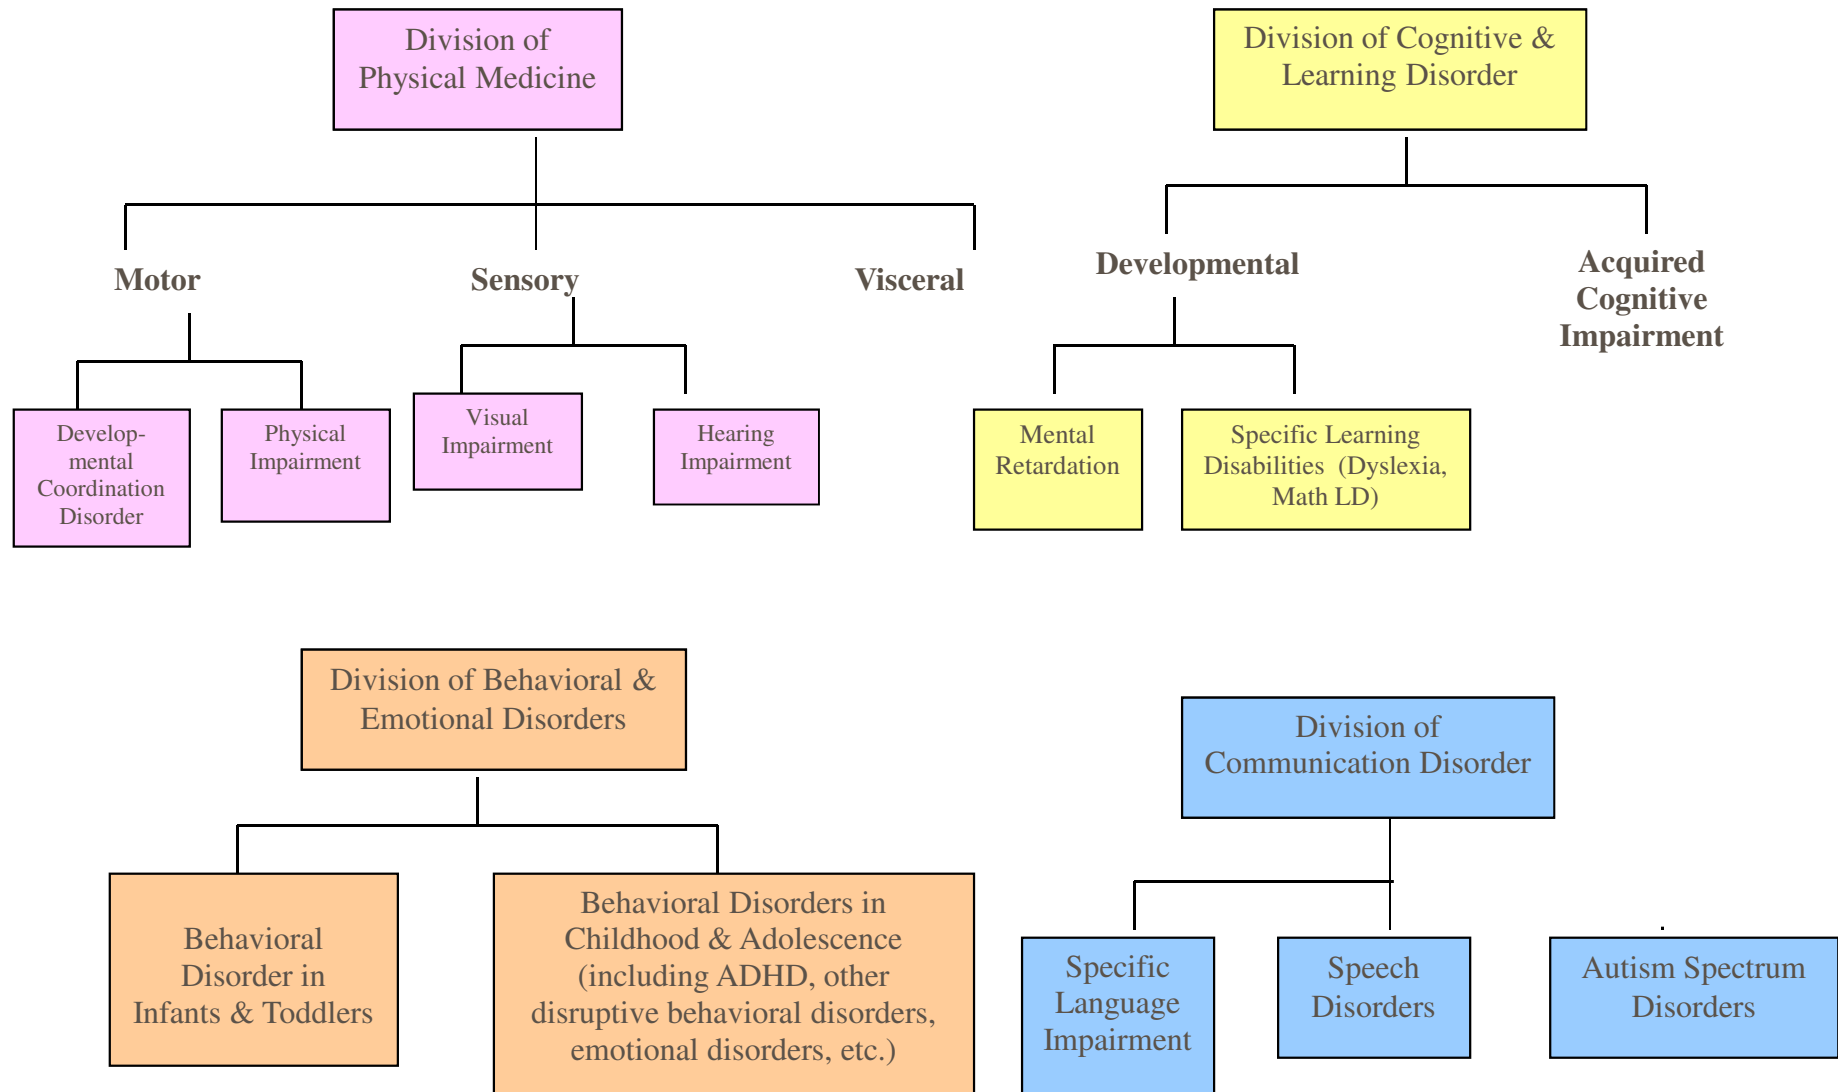 Division of
Physical Medicine
Division of Cognitive &
Learning Disorder
Motor
Sensory
Visceral
Developmental
Acquired
Cognitive
Impairment
Develop-
mental
Coordination
Disorder
Physical
Impairment
Visual
Impairment
Hearing
Impairment
Mental
Retardation
Specific Learning
Disabilities (Dyslexia,
Math LD)
Division of Behavioral &
Emotional Disorders
Division of
Communication Disorder
Behavioral
Disorder in
Infants & Toddlers
Behavioral Disorders in
Childhood & Adolescence
(including ADHD, other
disruptive behavioral disorders,
emotional disorders, etc.)
Specific
Language
Impairment
Speech
Disorders
Autism Spectrum
Disorders